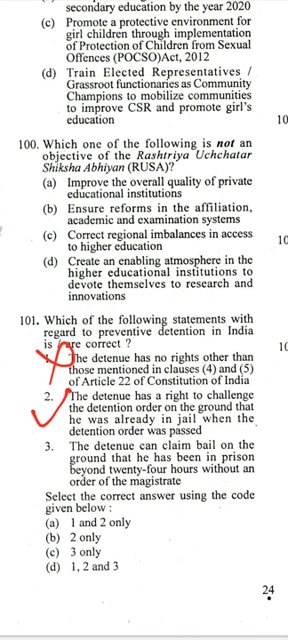 secondary education by the year 2020
(c) Promote a protective environment for
girl children through implementation
of Protection of Children from Sexual
Offences (POCSO)Act, 2012
(d) Train Elected Representatives /
Grassroot functionaries as Community
Champions to mobilize communities
to improve CSR and promote girl's
education
10
100. Which one of the following is not an
objective of the Rashtriya Uchchatar
Shiksha Abhiyan (RUSA)?
(a) Improve the overall quality of private
educational institutions
(b) Ensure reforms in the affiliation,
academic and examination systems
(c) Correct regional imbalances in access
to higher education
10
(d) Create an enabling atmosphere in the
higher educational institutions to
devote themselves to research and
innovations
101. Which of the following statements with
regard to preventive detention in India
is / are correct ?
10
The detenue has no rights other than
those mentioned in clauses (4) and (5)
of Article 22 of Constitution of India
2. The detenue has a right to challenge
the detention order on the ground that
he was already in jail when the
detention order was passed
3. The detenue can claim bail on the
ground that he has been in prison
beyond twenty-four hours without an
order of the magistrate
Select the correct answer using the code
given below :
(a) 1 and 2 only
(b) 2 only
(c) 3 only
(d) 1, 2 and 3
24